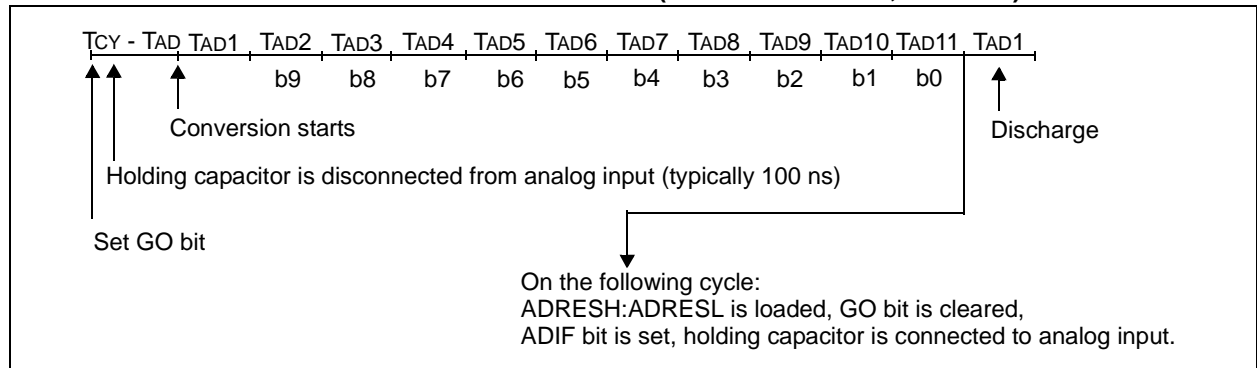 TCY - TAD TAD1 TAD2 TAD3 TAD4 TAD5 TAD6 TAD7 TAD8 TAD9 TAD10 TAD11 TAD1
b9 b8 b7 b6 b5 b4 b3 b2 b1 b0
Conversion starts
Discharge
Holding capacitor is disconnected from analog input (typically 100 ns)
Set GO bit
On the following cycle:
ADRESH:ADRESL is loaded, GO bit is cleared,
ADIF bit is set, holding capacitor is connected to analog input.